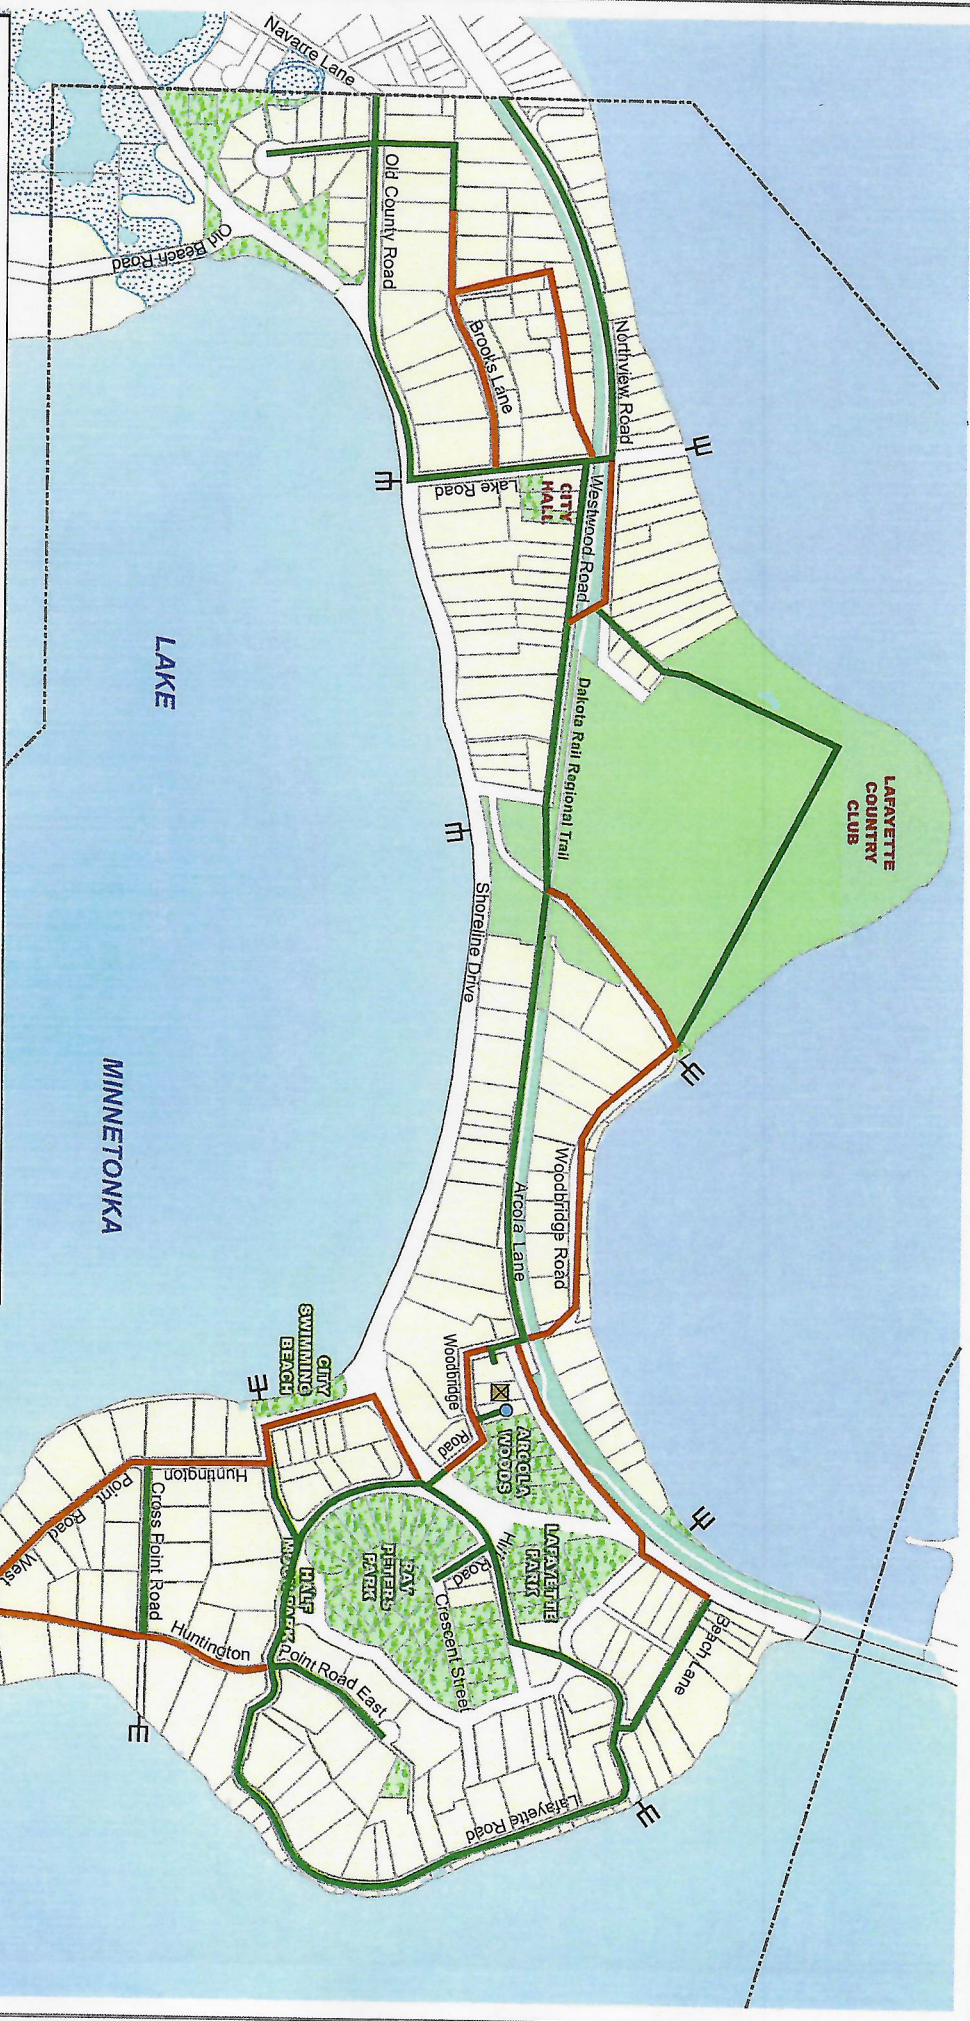 Navarre Lane
Old County Road
Old Beach Road
Brooks Lane
Northview Road
Lake Road
CITY
HALL
Westwood Road
Dakota Rail Regional Trail
LAFAYETTE
COUNTRY
CLUB
LAKE
MINNETONKA
Shoreline Drive
Woodbridge Road
Arcola Lane
CITY
SWIMMING
BEACH
Woodbridge
Road
ARCOLA
WOODS
Hill
Road
LAFAYETTE
PARK
RAY
PETERS
PARK
Crescent Street
HALF
Huntington
Point
Road
West
Cross Point Road
Huntington
Point Road East
Beach Lane
Lafayette Road